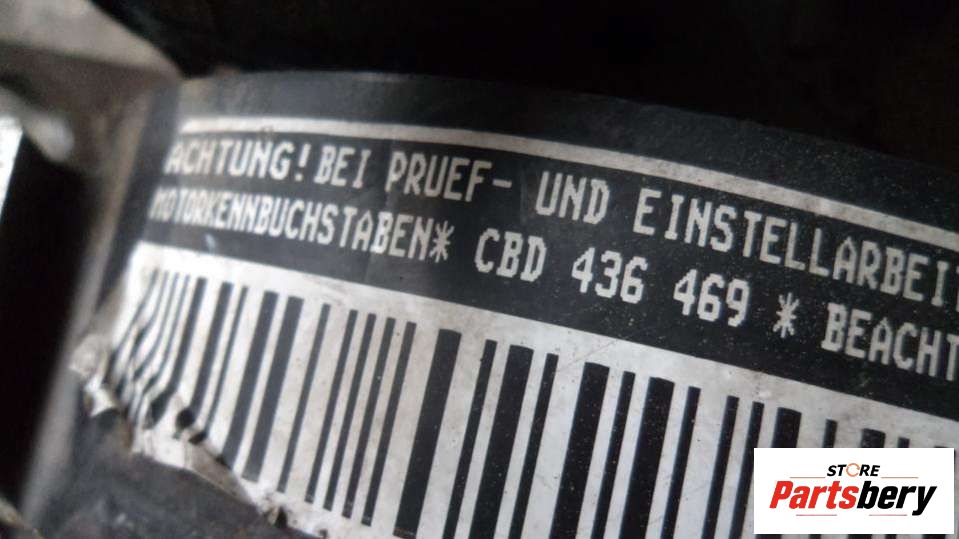 ACHTUNG! BEI PRUEF- UND EINSTELLARBEIT
MOTORKENNBUCHSTABEN* CBD 436 469 * BEACHT
STORE
Partsbery